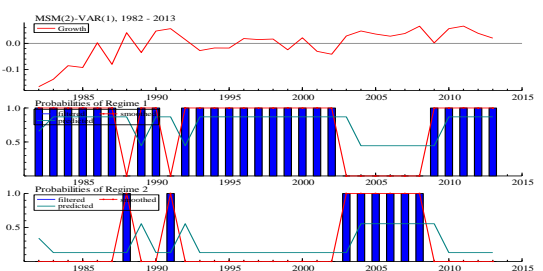 MSM(2)-VAR(1), 1982 - 2013
Growth
0.0
-0.1
1985 1990 1995 2000 2005 2010 2015
Probabilities of Regime 1
1.0
filtered smoothed
predicted
0.5
1985 1990 1995 2000 2005 2010 2015
Probabilities of Regime 2
1.0
filtered smoothed
predicted
0.5
1985 1990 1995 2000 2005 2010 2015